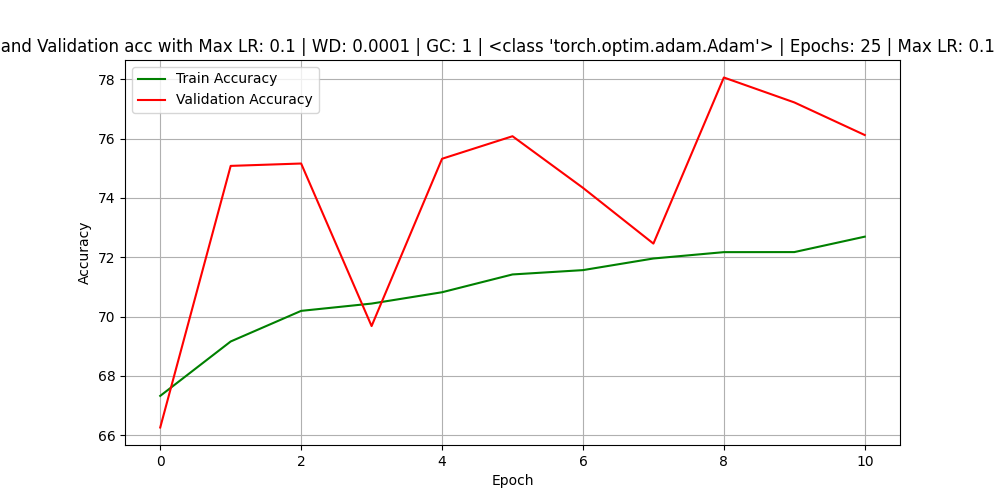 and Validation acc with Max LR: 0.1 | WD: 0.0001 | GC: 1 | <class 'torch.optim.adam.Adam'> | Epochs: 25 | Max LR: 0.1
Train Accuracy
Validation Accuracy
78
76
74
72
70
68
66
Accuracy
0 2 4 6 8 10
Epoch